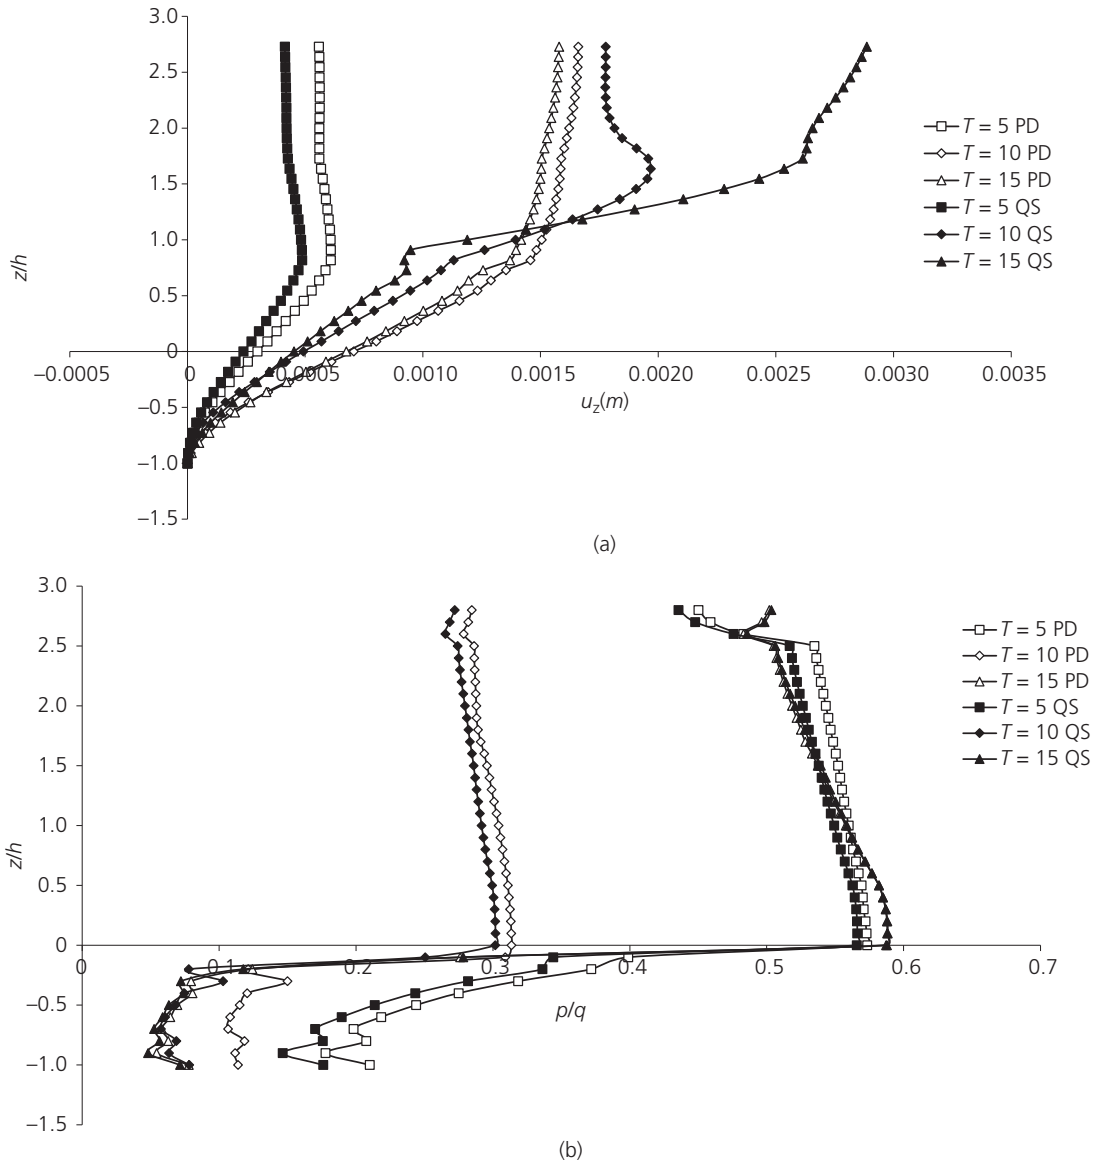 3.0
2.5
2.0
1.5
1.0
0.5
0
–0.5
–1.0
–1.5
z/h
–0.0005 0 0.0005 0.0010 0.0015 0.0020 0.0025 0.0030 0.0035
u_z(m)
T = 5 PD
T = 10 PD
T = 15 PD
T = 5 QS
T = 10 QS
T = 15 QS
(a)
3.0
2.5
2.0
1.5
1.0
0.5
0
–0.5
–1.0
–1.5
z/h
0 0.1 0.2 0.3 0.4 0.5 0.6 0.7
p/q
T = 5 PD
T = 10 PD
T = 15 PD
T = 5 QS
T = 10 QS
T = 15 QS
(b)